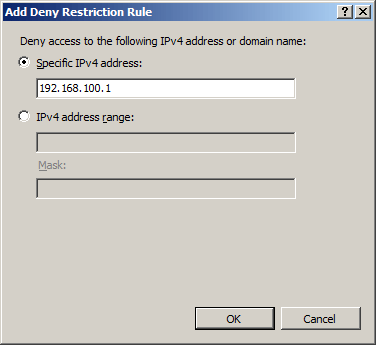 Add Deny Restriction Rule
Deny access to the following IPv4 address or domain name:
Specific IPv4 address:
192.168.100.1
IPv4 address range:
Mask:
OK Cancel